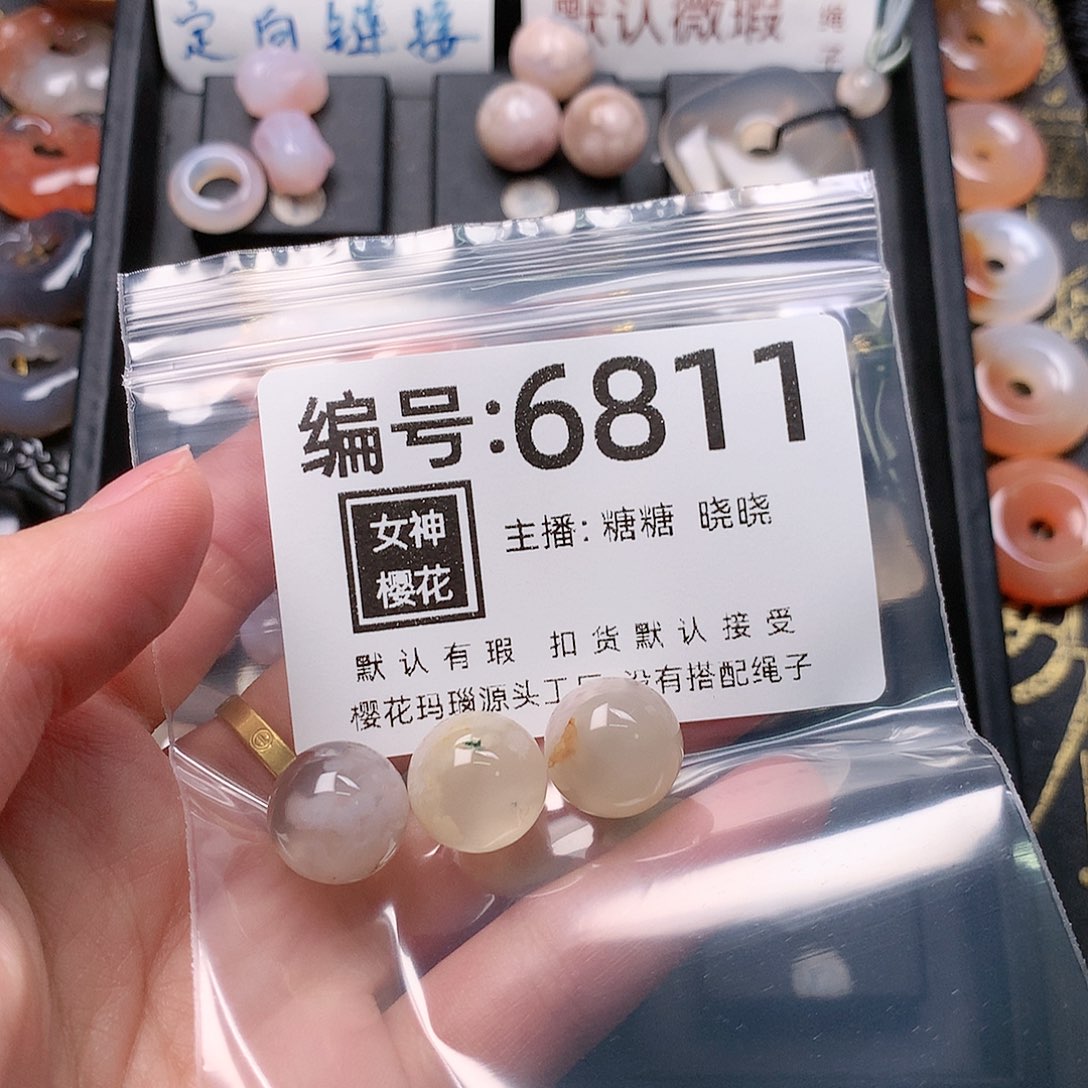 定向链接
默认微瑕
绳子
编号:6811
女神
樱花
主播: 糖糖 晓晓
默认有瑕 扣货默认接受
樱花玛瑙源头工厂 没有搭配绳子